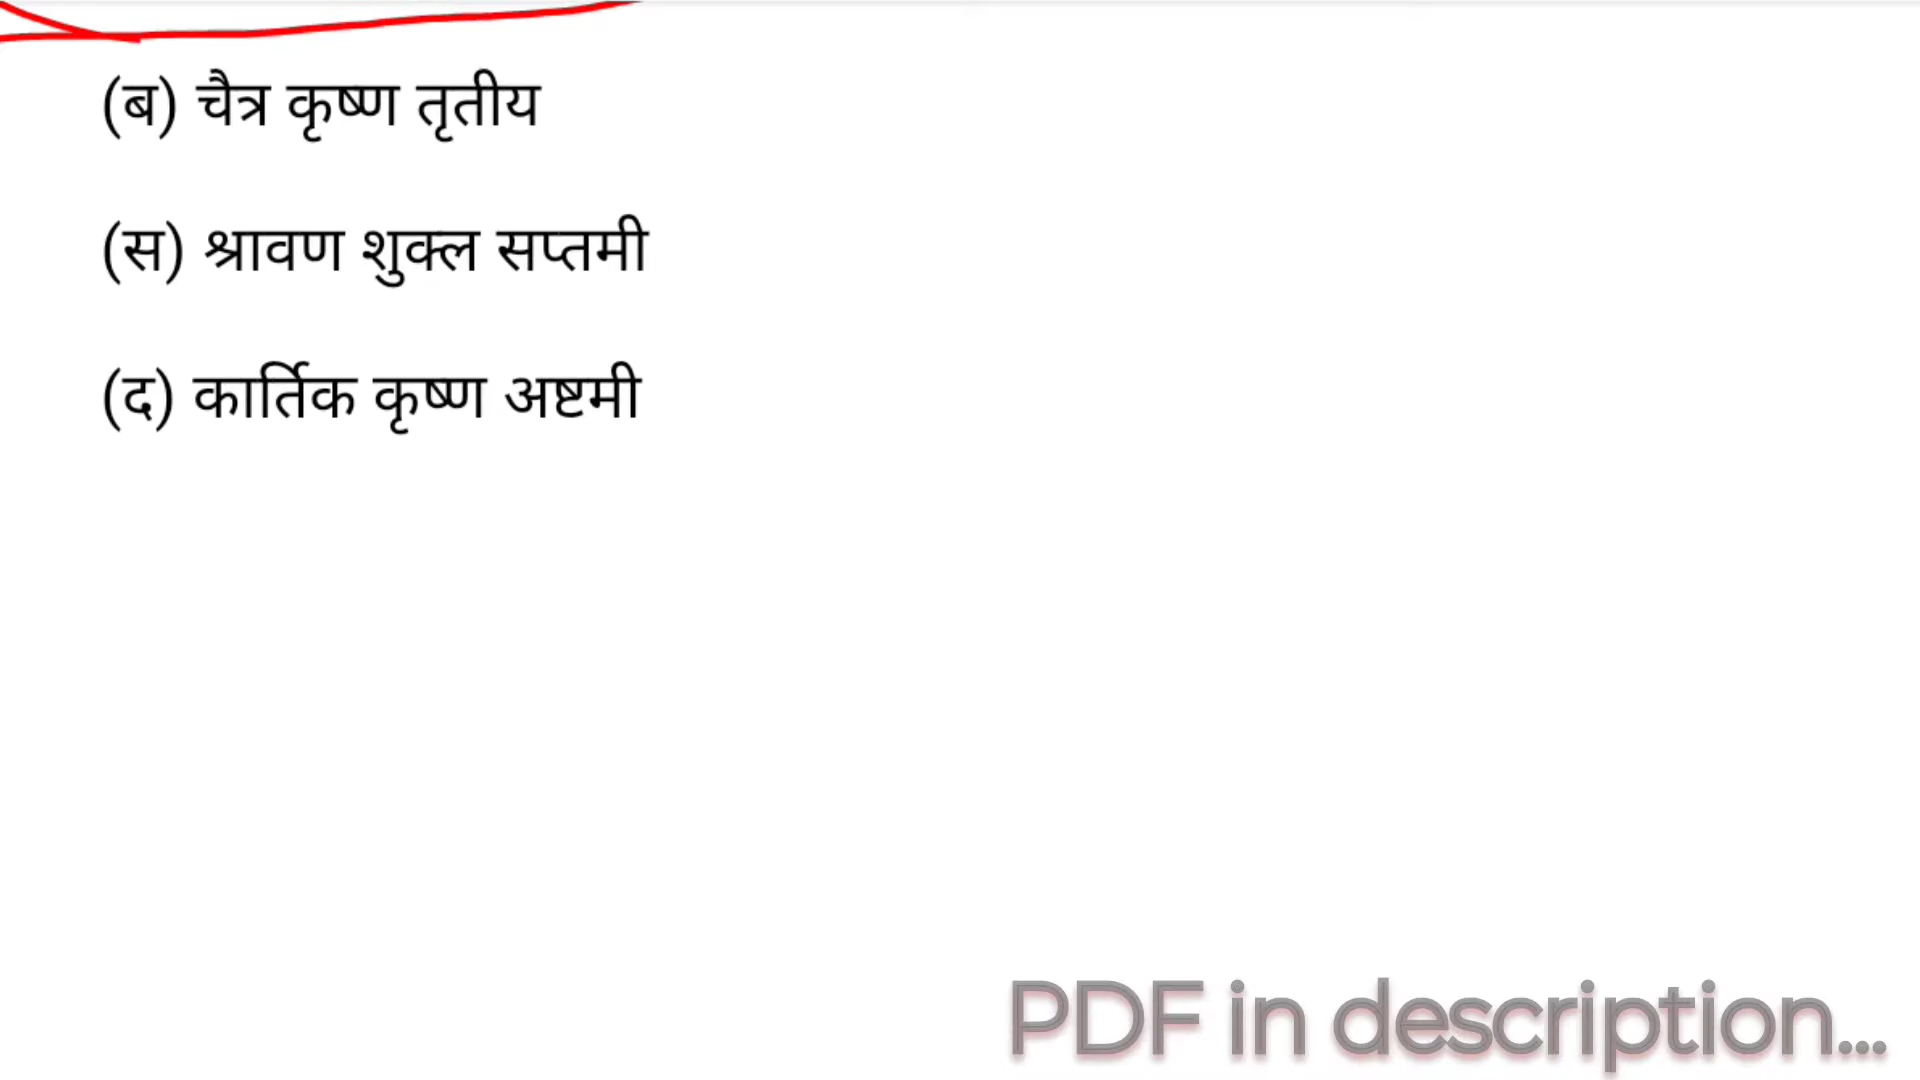 (ब) चैत्र कृष्ण तृतीय
(स) श्रावण शुक्ल सप्तमी
(द) कार्तिक कृष्ण अष्टमी
PDF in description...